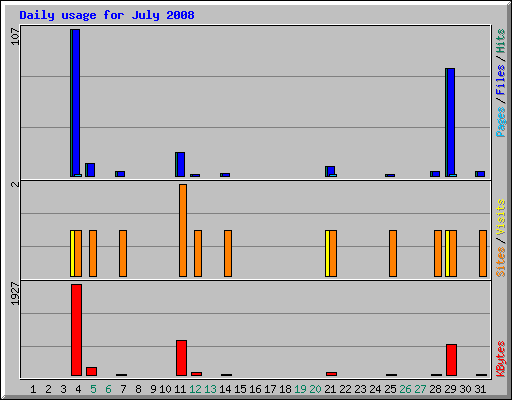 Daily usage for July 2008
107
2
1927
Pages / Files / Hits
Sites / Visits
KBytes
1 2 3 4 5 6 7 8 9 10 11 12 13 14 15 16 17 18 19 20 21 22 23 24 25 26 27 28 29 30 31